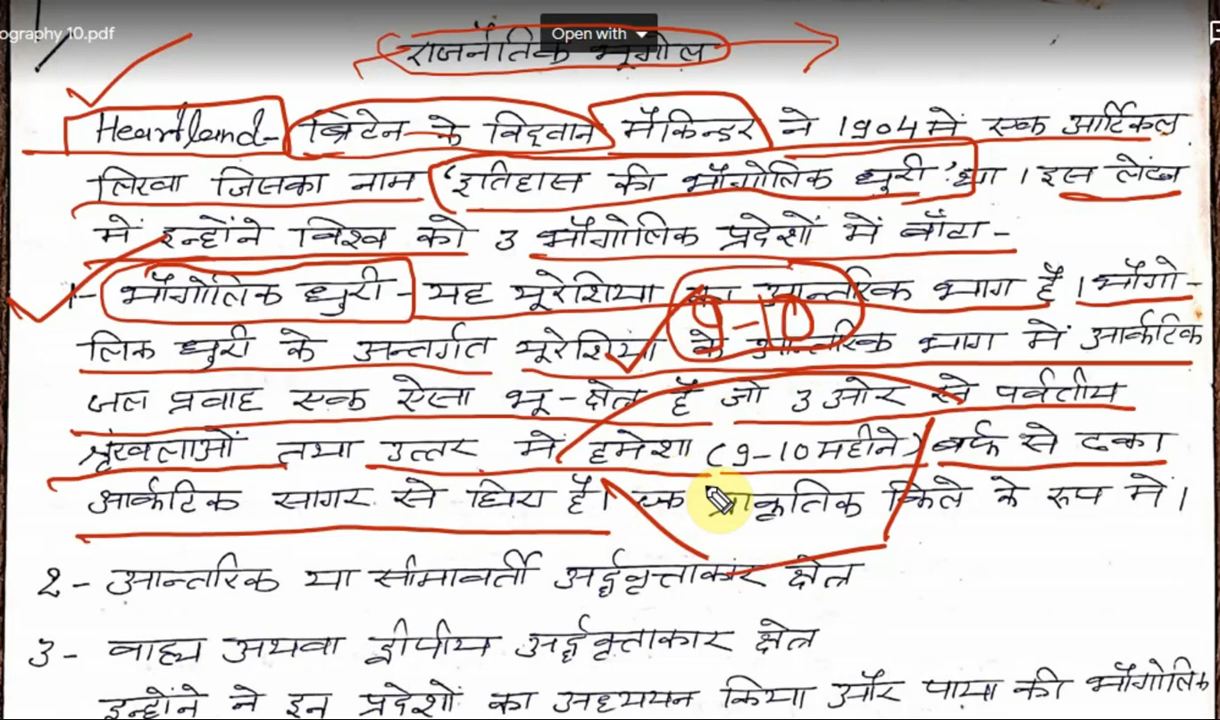 ography 10.pdf
Open with
राजनैतिक भूगोल
Heartland - ब्रिटेन के विद्वान मैकिन्डर ने 1904 में एक आर्टिकल
लिखा जिसका नाम 'इतिहास की भौगोलिक धुरी' था। इस लेख
में इन्होंने विश्व को 3 भौगोलिक प्रदेशों में बाँटा -
1- भौगोलिक धुरी - यह यूरेशिया का आन्तरिक भाग है। भौगो-
9-10
लिक धुरी के अन्तर्गत यूरेशिया के आन्तरिक भाग में आर्कटिक
जल प्रवाह एक ऐसा भू-क्षेत्र है जो 3 ओर से पर्वतीय
श्रृंखलाओं तथा उत्तर में हमेशा (9-10 महीने) बर्फ से ढका
आर्कटिक सागर से घिरा है। एक प्राकृतिक किले के रूप में।
2- आन्तरिक या सीमावर्ती अर्द्धवृत्ताकार क्षेत्र
3- बाह्य अथवा द्वीपीय अर्द्धवृत्ताकार क्षेत्र
इन्होंने ने इन प्रदेशों का अध्ययन किया और पाया की भौगोलिक